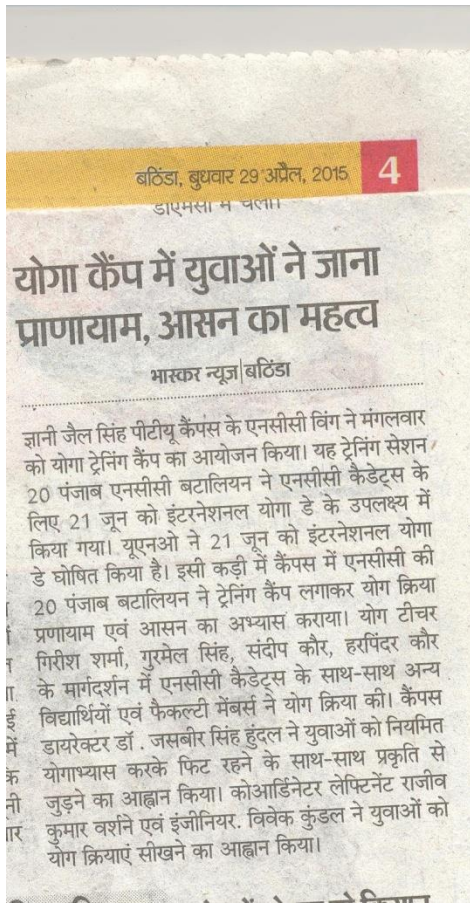 बठिंडा, बुधवार 29 अप्रैल, 2015 4
डीएमसी में चला।
योगा कैंप में युवाओं ने जाना
प्राणायाम, आसन का महत्व
भास्कर न्यूज|बठिंडा
ज्ञानी जैल सिंह पीटीयू कैंपस के एनसीसी विंग ने मंगलवार
को योगा ट्रेनिंग कैंप का आयोजन किया। यह ट्रेनिंग सेशन
20 पंजाब एनसीसी बटालियन ने एनसीसी कैडेट्स के
लिए 21 जून को इंटरनेशनल योगा डे के उपलक्ष्य में
किया गया। यूएनओ ने 21 जून को इंटरनेशनल योगा
डे घोषित किया है। इसी कड़ी में कैंपस में एनसीसी की
20 पंजाब बटालियन ने ट्रेनिंग कैंप लगाकर योग क्रिया
प्रणायाम एवं आसन का अभ्यास कराया। योग टीचर
गिरीश शर्मा, गुरमेल सिंह, संदीप कौर, हरपिंदर कौर
के मार्गदर्शन में एनसीसी कैडेट्स के साथ-साथ अन्य
विद्यार्थियों एवं फैकल्टी मेंबर्स ने योग क्रिया की। कैंपस
डायरेक्टर डॉ. जसबीर सिंह हुंदल ने युवाओं को नियमित
योगाभ्यास करके फिट रहने के साथ-साथ प्रकृति से
जुड़ने का आह्वान किया। कोआर्डिनेटर लेफ्टिनेंट राजीव
कुमार वर्शने एवं इंजीनियर. विवेक कुंडल ने युवाओं को
योग क्रियाएं सीखने का आह्वान किया।